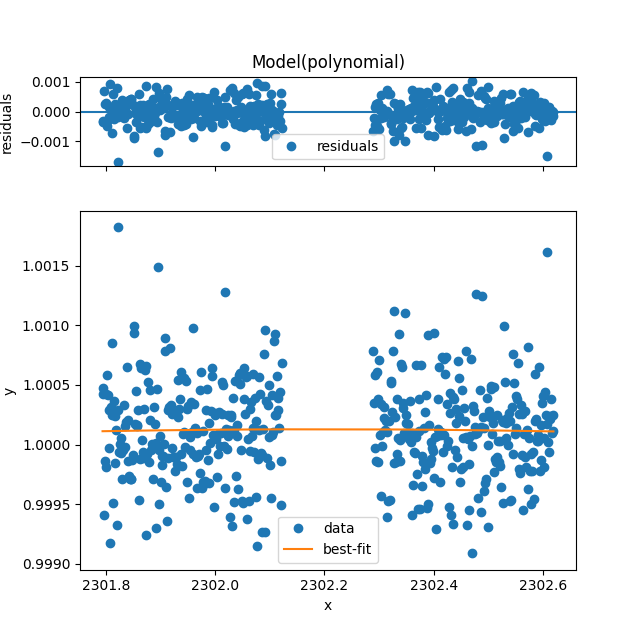 Model(polynomial)
0.001
0.000
−0.001
residuals
residuals
1.0015
1.0010
1.0005
1.0000
0.9995
0.9990
y
data
best-fit
2301.8 2302.0 2302.2 2302.4 2302.6
x